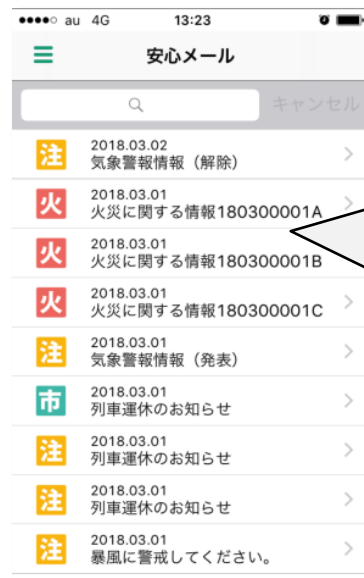 au 4G 13:23
安心メール
キャンセル
注 2018.03.02
気象警報情報（解除）
火 2018.03.01
火災に関する情報180300001A
火 2018.03.01
火災に関する情報180300001B
火 2018.03.01
火災に関する情報180300001C
注 2018.03.01
気象警報情報（発表）
市 2018.03.01
列車運休のお知らせ
注 2018.03.01
列車運休のお知らせ
注 2018.03.01
列車運休のお知らせ
注 2018.03.01
暴風に警戒してください。